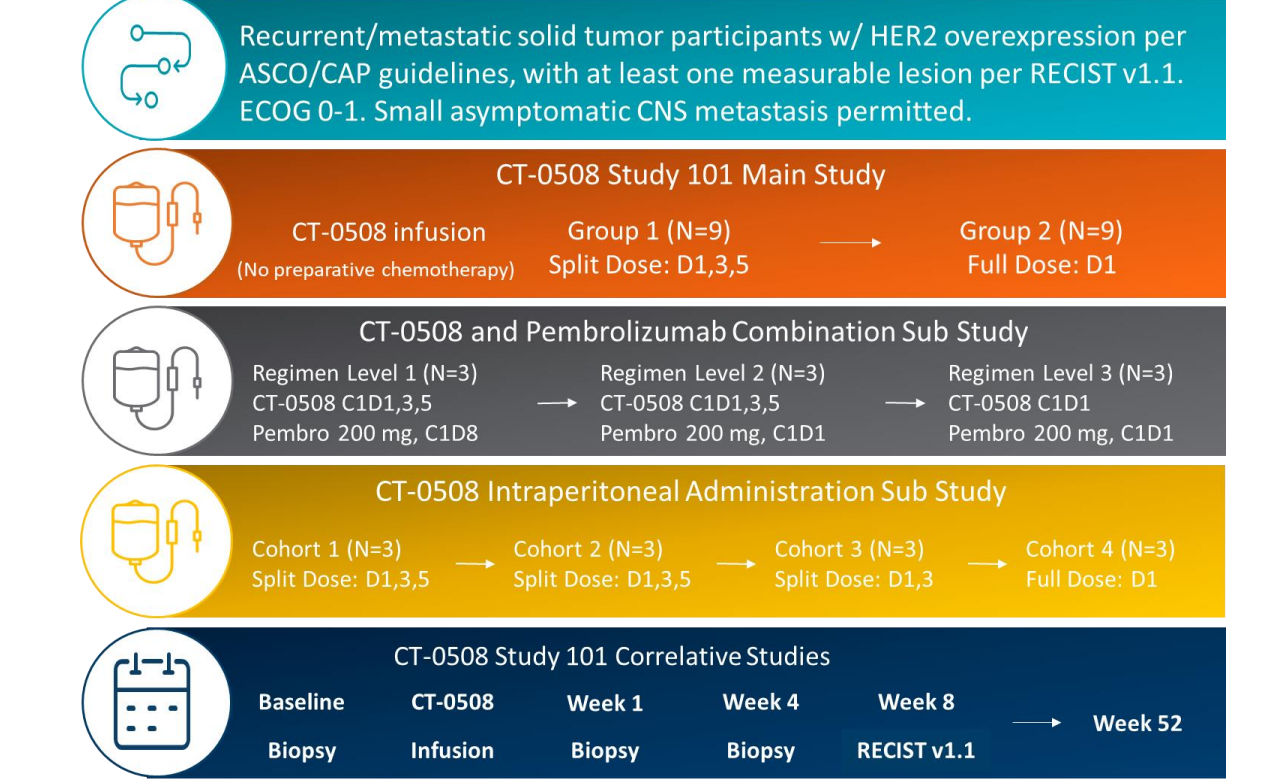 Recurrent/metastatic solid tumor participants w/ HER2 overexpression per
ASCO/CAP guidelines, with at least one measurable lesion per RECIST v1.1.
ECOG 0-1. Small asymptomatic CNS metastasis permitted.
CT-0508 Study 101 Main Study
CT-0508 infusion
(No preparative chemotherapy)
Group 1 (N=9)
Split Dose: D1,3,5
Group 2 (N=9)
Full Dose: D1
CT-0508 and Pembrolizumab Combination Sub Study
Regimen Level 1 (N=3)
CT-0508 C1D1,3,5
Pembro 200 mg, C1D8
Regimen Level 2 (N=3)
CT-0508 C1D1,3,5
Pembro 200 mg, C1D1
Regimen Level 3 (N=3)
CT-0508 C1D1
Pembro 200 mg, C1D1
CT-0508 Intraperitoneal Administration Sub Study
Cohort 1 (N=3)
Split Dose: D1,3,5
Cohort 2 (N=3)
Split Dose: D1,3,5
Cohort 3 (N=3)
Split Dose: D1,3
Cohort 4 (N=3)
Full Dose: D1
CT-0508 Study 101 Correlative Studies
Baseline
Biopsy
CT-0508
Infusion
Week 1
Biopsy
Week 4
Biopsy
Week 8
RECIST v1.1
Week 52